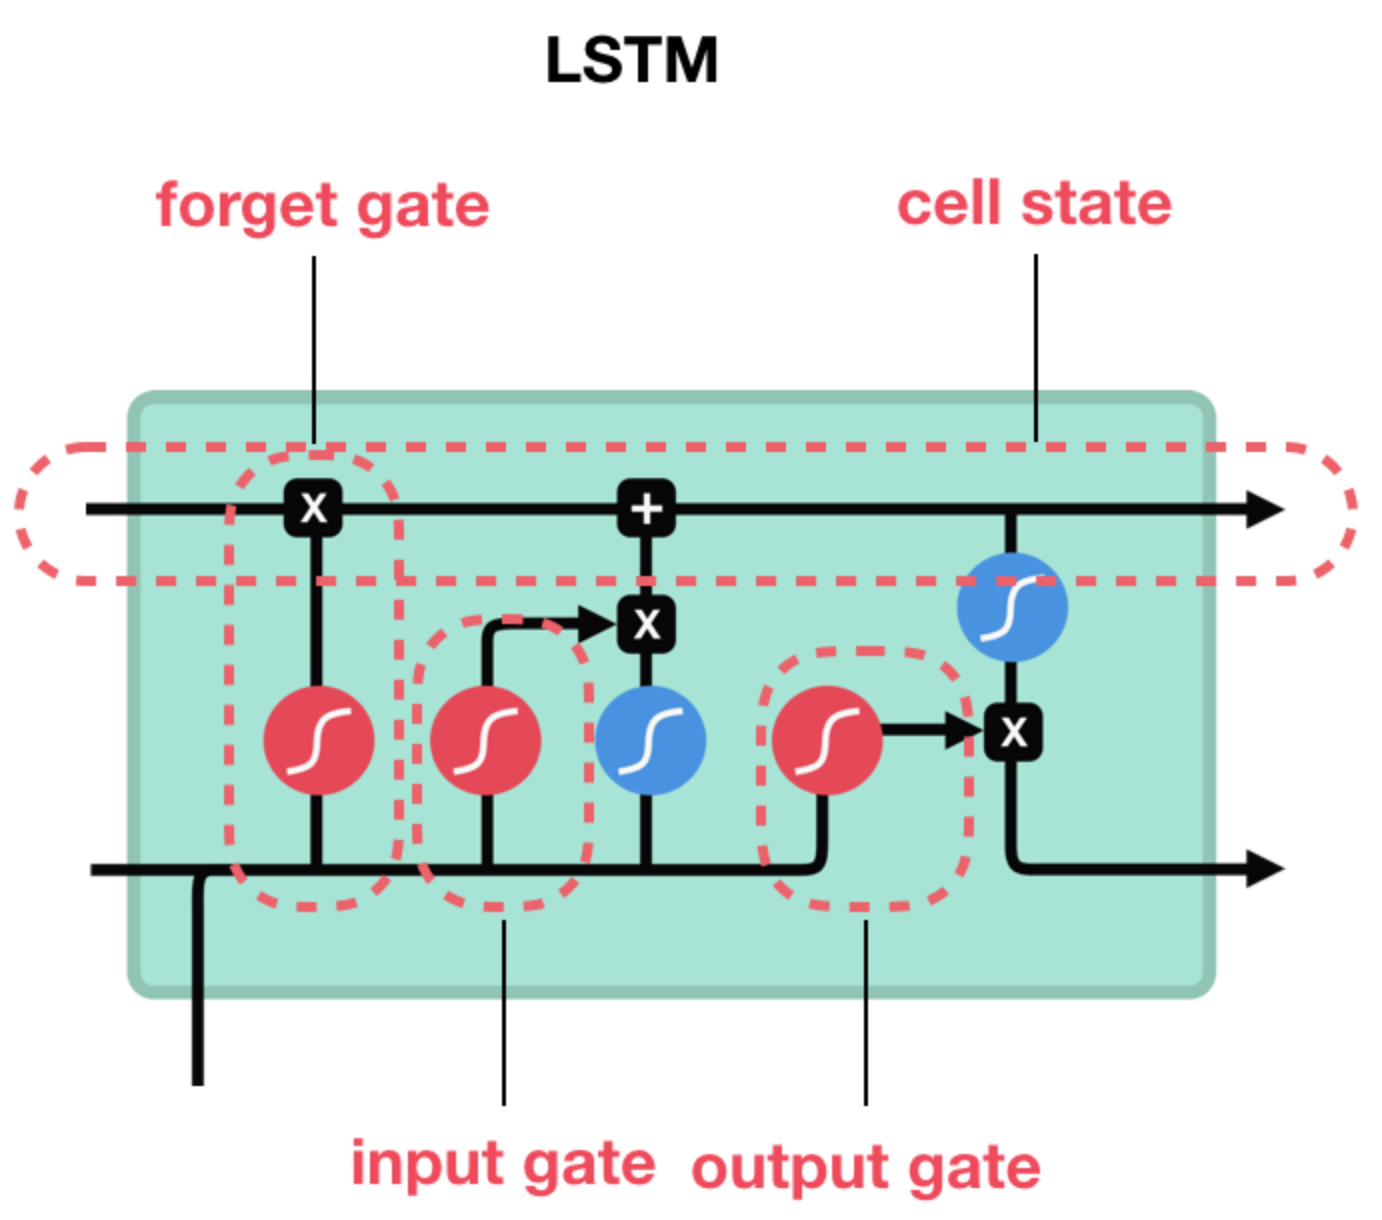 LSTM
forget gate
cell state
X
+
X
X
input gate
output gate